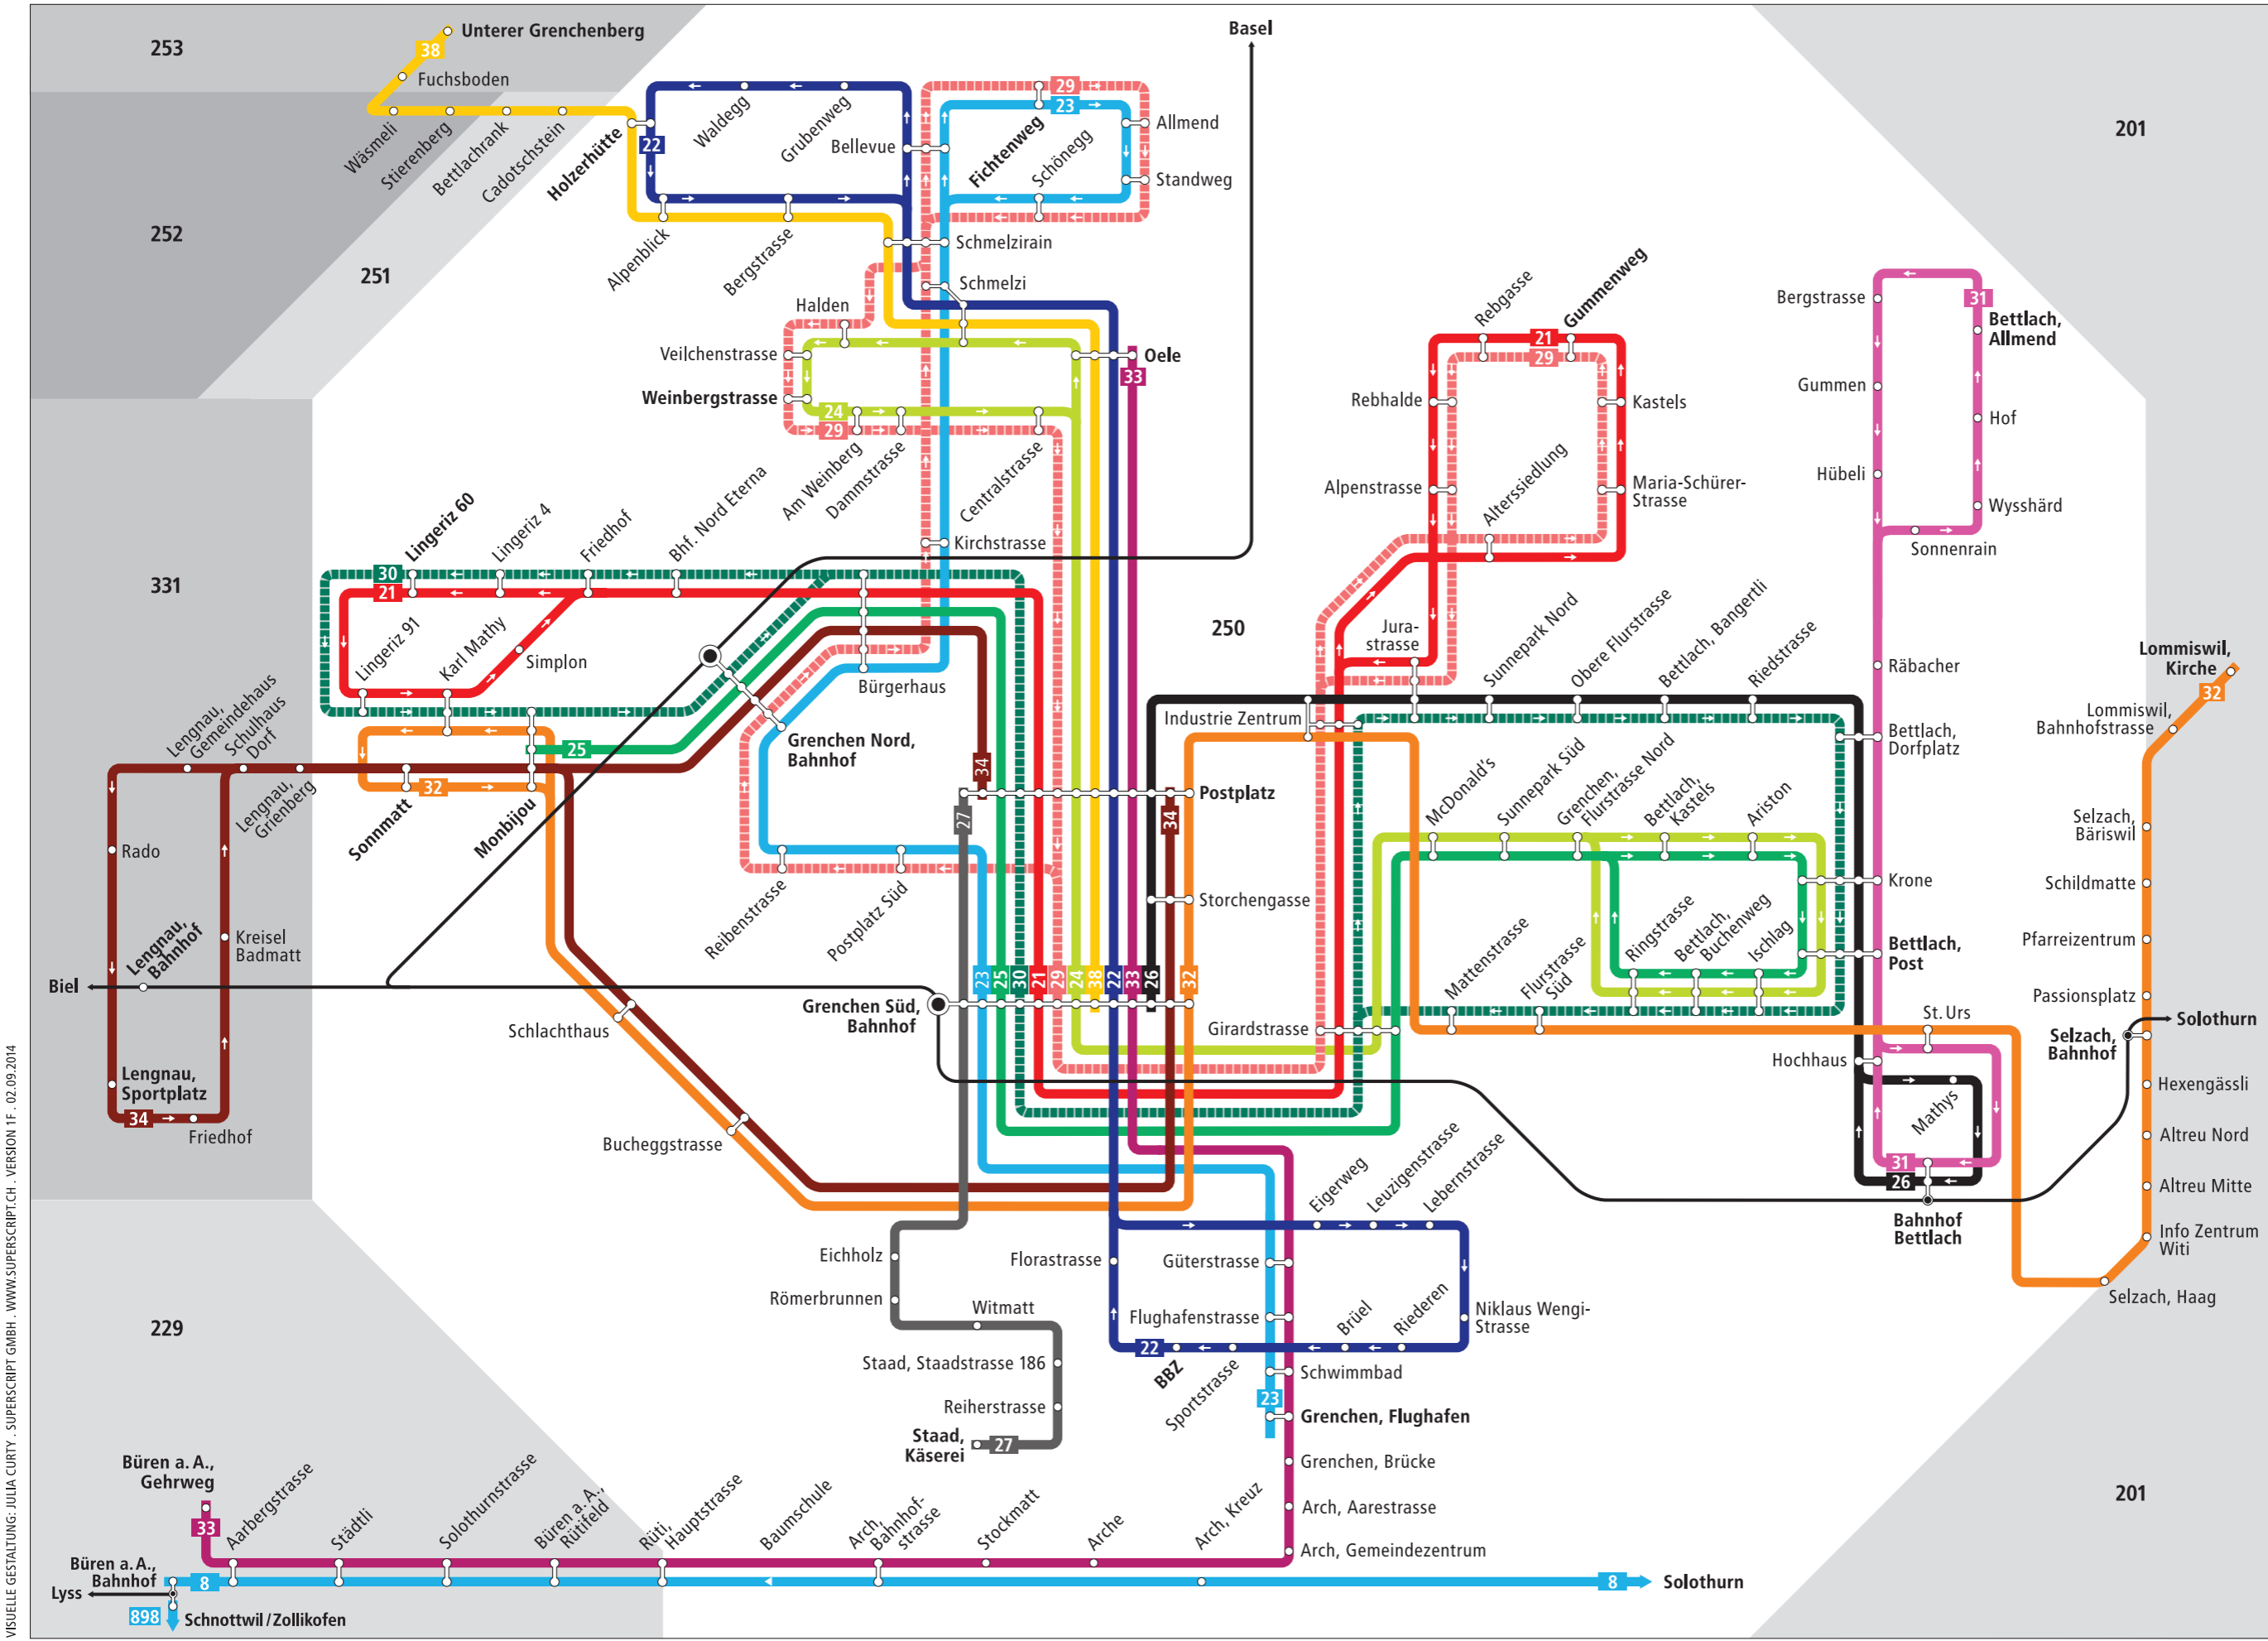 253
38
Unterer Grenchenberg
Fuchsboden
Basel
201
Wäsmeli
Stierenberg
Bettlachrank
Cadotschstein
Holzerhütte
22
Waldegg
Grubenweg
Bellevue
29
23
Fichtenweg
Schönegg
Allmend
Standweg
252
251
Alpenblick
Bergstrasse
Schmelzirain
Schmelzi
Halden
Veilchenstrasse
Weinbergstrasse
24
29
Oele
33
Am Weinberg
Dammstrasse
Centralstrasse
Kirchstrasse
Rebgasse
Gummenweg
21
29
Rebhalde
Kastels
Alpenstrasse
Alterssiedlung
Maria-Schürer-
Strasse
Bergstrasse
31
Bettlach,
Allmend
Gummen
Hof
Hübeli
Wysshärd
Sonnenrain
Räbacher
Bettlach,
Dorfplatz
331
Lingeriz 60
Lingeriz 4
Friedhof
Bhf. Nord Eterna
30
21
Lingeriz 91
Karl Mathy
Simplon
Bürgerhaus
250
Jura-
strasse
Sunnepark Nord
Obere Flurstrasse
Bettlach, Bangertli
Riedstrasse
Industrie Zentrum
Lommiswil,
Kirche
32
Lommiswil,
Bahnhofstrasse
Lengnau,
Gemeindehaus
Schulhaus
Dorf
Lengnau,
Grienberg
25
Grenchen Nord,
Bahnhof
32
Sonnmatt
Monbijou
34
27
Postplatz
34
McDonald's
Sunnepark Süd
Grenchen,
Flurstrasse Nord
Bettlach,
Kastels
Ariston
Krone
Selzach,
Bäriswil
Schildmatte
Rado
Kreisel
Badmatt
Lengnau,
Bahnhof
Biel
Reibenstrasse
Postplatz Süd
Storchengasse
Mattenstrasse
Flurstrasse
Süd
Ringstrasse
Bettlach,
Buchenweg
Ischlag
Bettlach,
Post
Pfarreizentrum
Passionsplatz
23
25
30
21
29
24
38
22
33
26
32
Grenchen Süd,
Bahnhof
Girardstrasse
Schlachthaus
St. Urs
Hochhaus
Selzach,
Bahnhof
Solothurn
Hexengässli
Lengnau,
Sportplatz
34
Friedhof
Bucheggstrasse
Mathys
31
26
Bahnhof
Bettlach
Altreu Nord
Altreu Mitte
Info Zentrum
Witi
Selzach, Haag
229
Eichholz
Römerbrunnen
Witmatt
Staad, Staadstrasse 186
Reiherstrasse
Staad,
Käserei
27
Florastrasse
Eigerweg
Leuzigenstrasse
Lebernstrasse
Güterstrasse
Flughafenstrasse
Brüel
Riederen
Niklaus Wengi-
Strasse
22
BBZ
Sportstrasse
Schwimmbad
23
Grenchen, Flughafen
Grenchen, Brücke
Arch, Aarestrasse
Arch, Gemeindezentrum
201
Büren a. A.,
Gehrweg
33
Aarbergstrasse
Städtli
Solothurnstrasse
Büren a. A.,
Rütifeld
Rüti,
Hauptstrasse
Baumschule
Arch,
Bahnhof-
strasse
Stockmatt
Arche
Arch, Kreuz
Büren a. A.,
Bahnhof
8
8
Solothurn
Lyss
898
Schnottwil / Zollikofen
VISUELLE GESTALTUNG: JULIA CURTY . SUPERSCRIPT GMBH . WWW.SUPERSCRIPT.CH . VERSION 1F . 02.09.2014